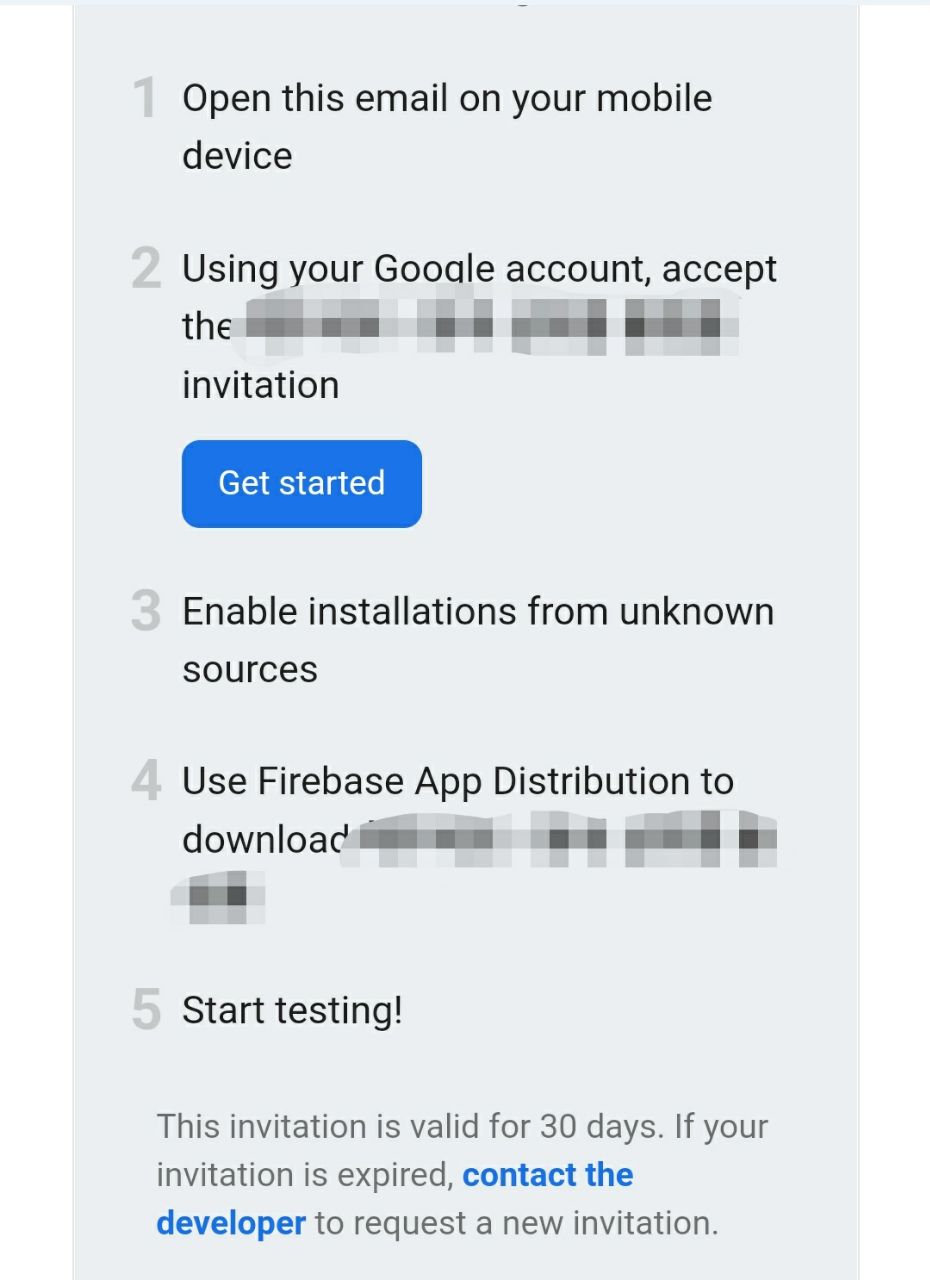 1 Open this email on your mobile
device
2 Using your Google account, accept
the
invitation
Get started
3 Enable installations from unknown
sources
4 Use Firebase App Distribution to
download
5 Start testing!
This invitation is valid for 30 days. If your
invitation is expired, contact the
developer to request a new invitation.